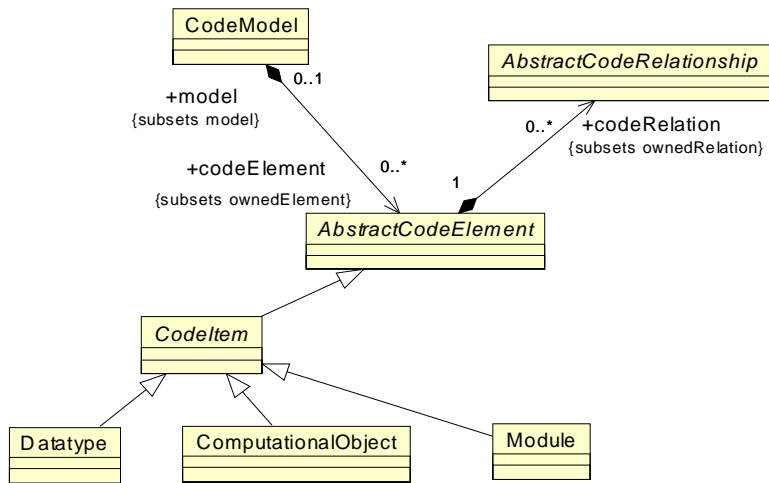 CodeModel
AbstractCodeRelationship
0..1
+model
{subsets model}
0..*
+codeRelation
{subsets ownedRelation}
+codeElement
0..*
{subsets ownedElement}
1
AbstractCodeElement
CodeItem
Datatype
ComputationalObject
Module